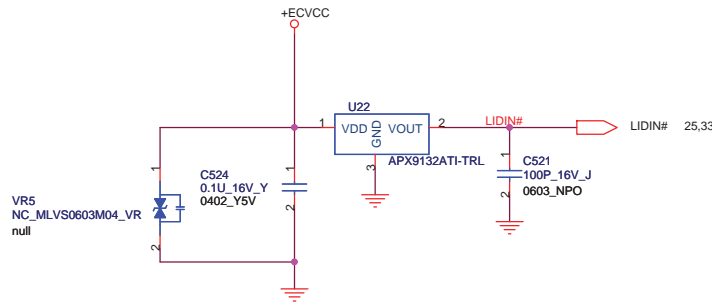 +ECVCC
U22
1 VDD GND VOUT 2
3
APX9132ATI-TRL
LIDIN#
LIDIN# 25,33
1
C524
0.1U_16V_Y
0402_Y5V
2
1
C521
100P_16V_J
0603_NPO
2
1
VR5
NC_MLVS0603M04_VR
null
2